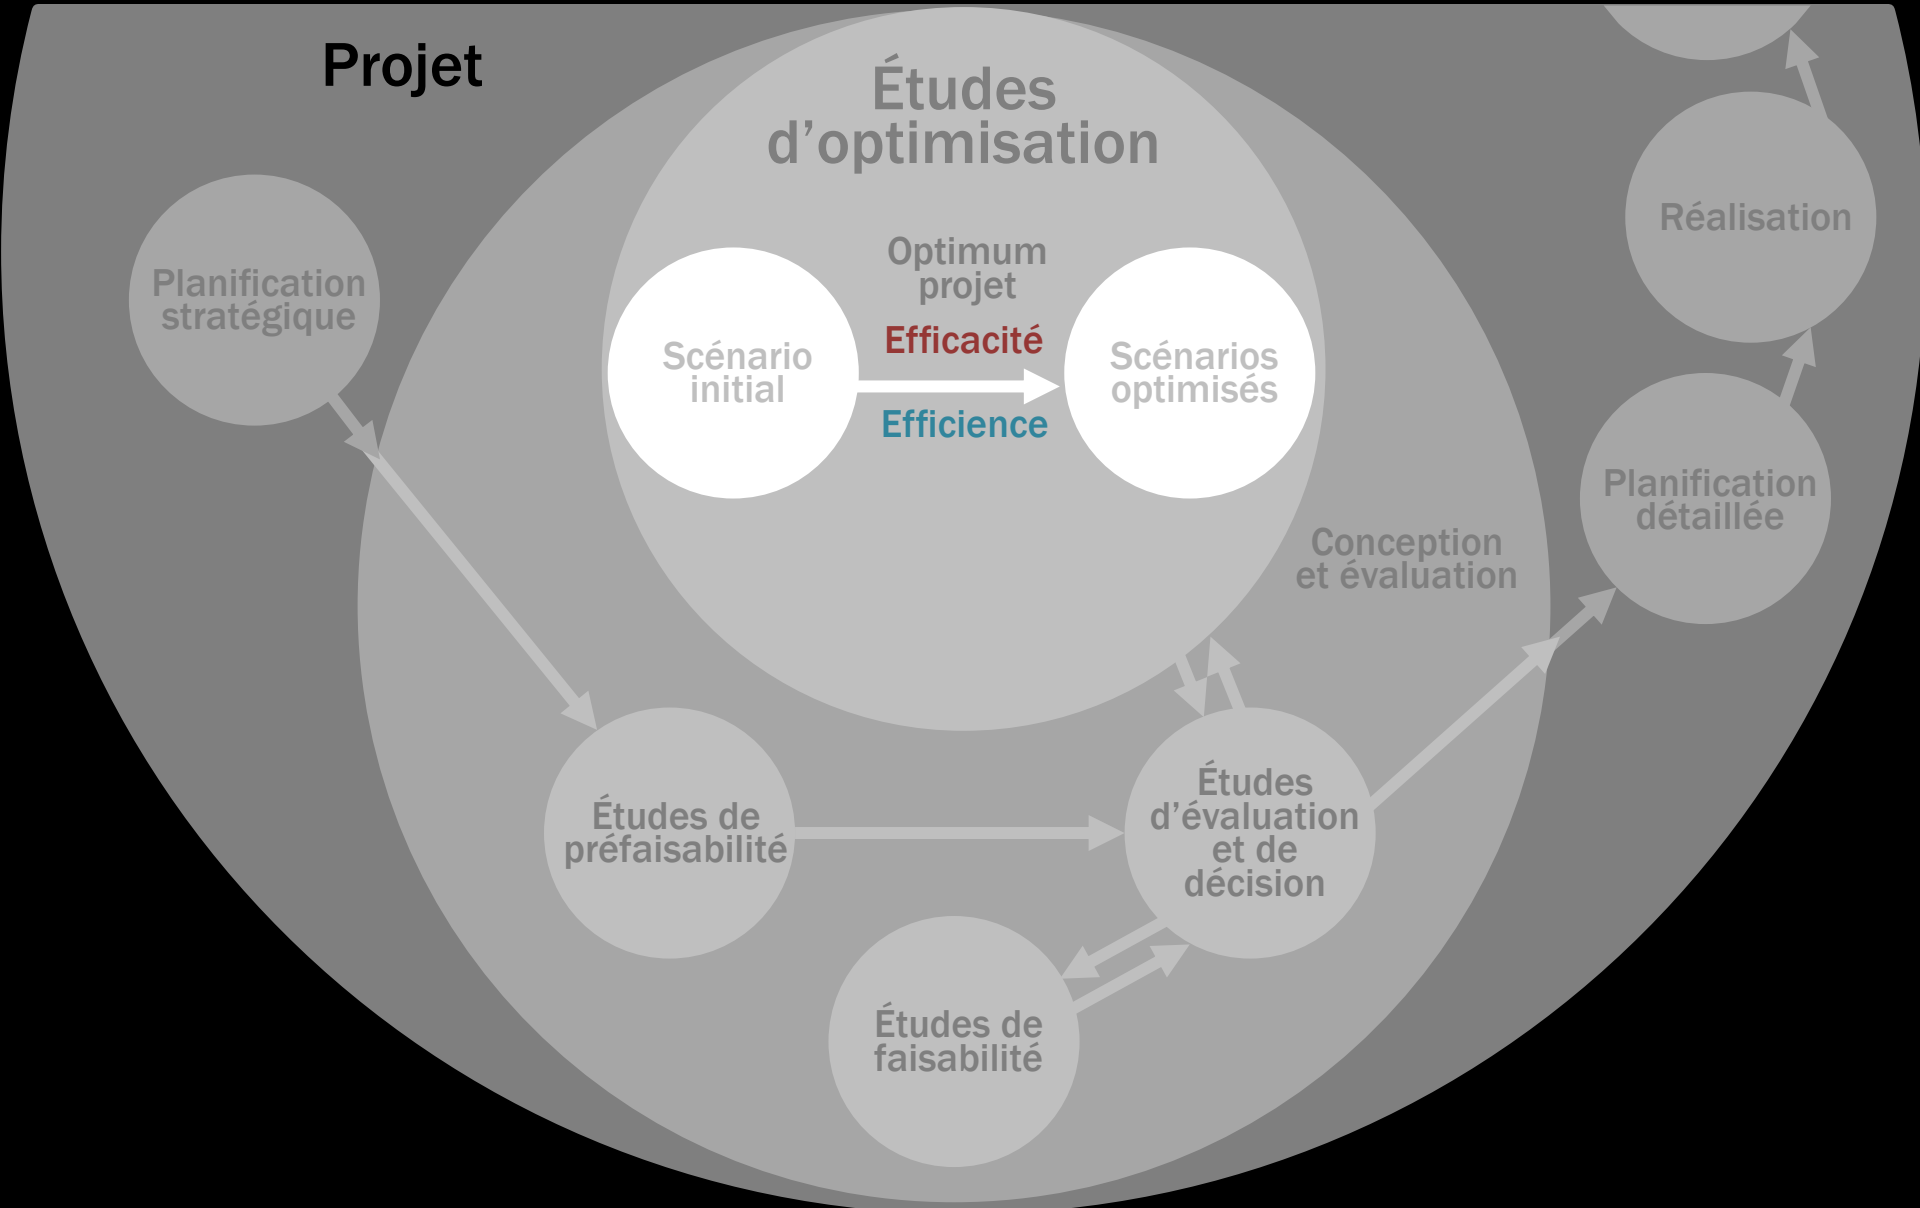 Projet
Études
d’optimisation
Planification
stratégique
Optimum
projet
Efficacité
Efficience
Scénario
initial
Scénarios
optimisés
Réalisation
Planification
détaillée
Conception
et évaluation
Études de
préfaisabilité
Études
d’évaluation
et de
décision
Études de
faisabilité